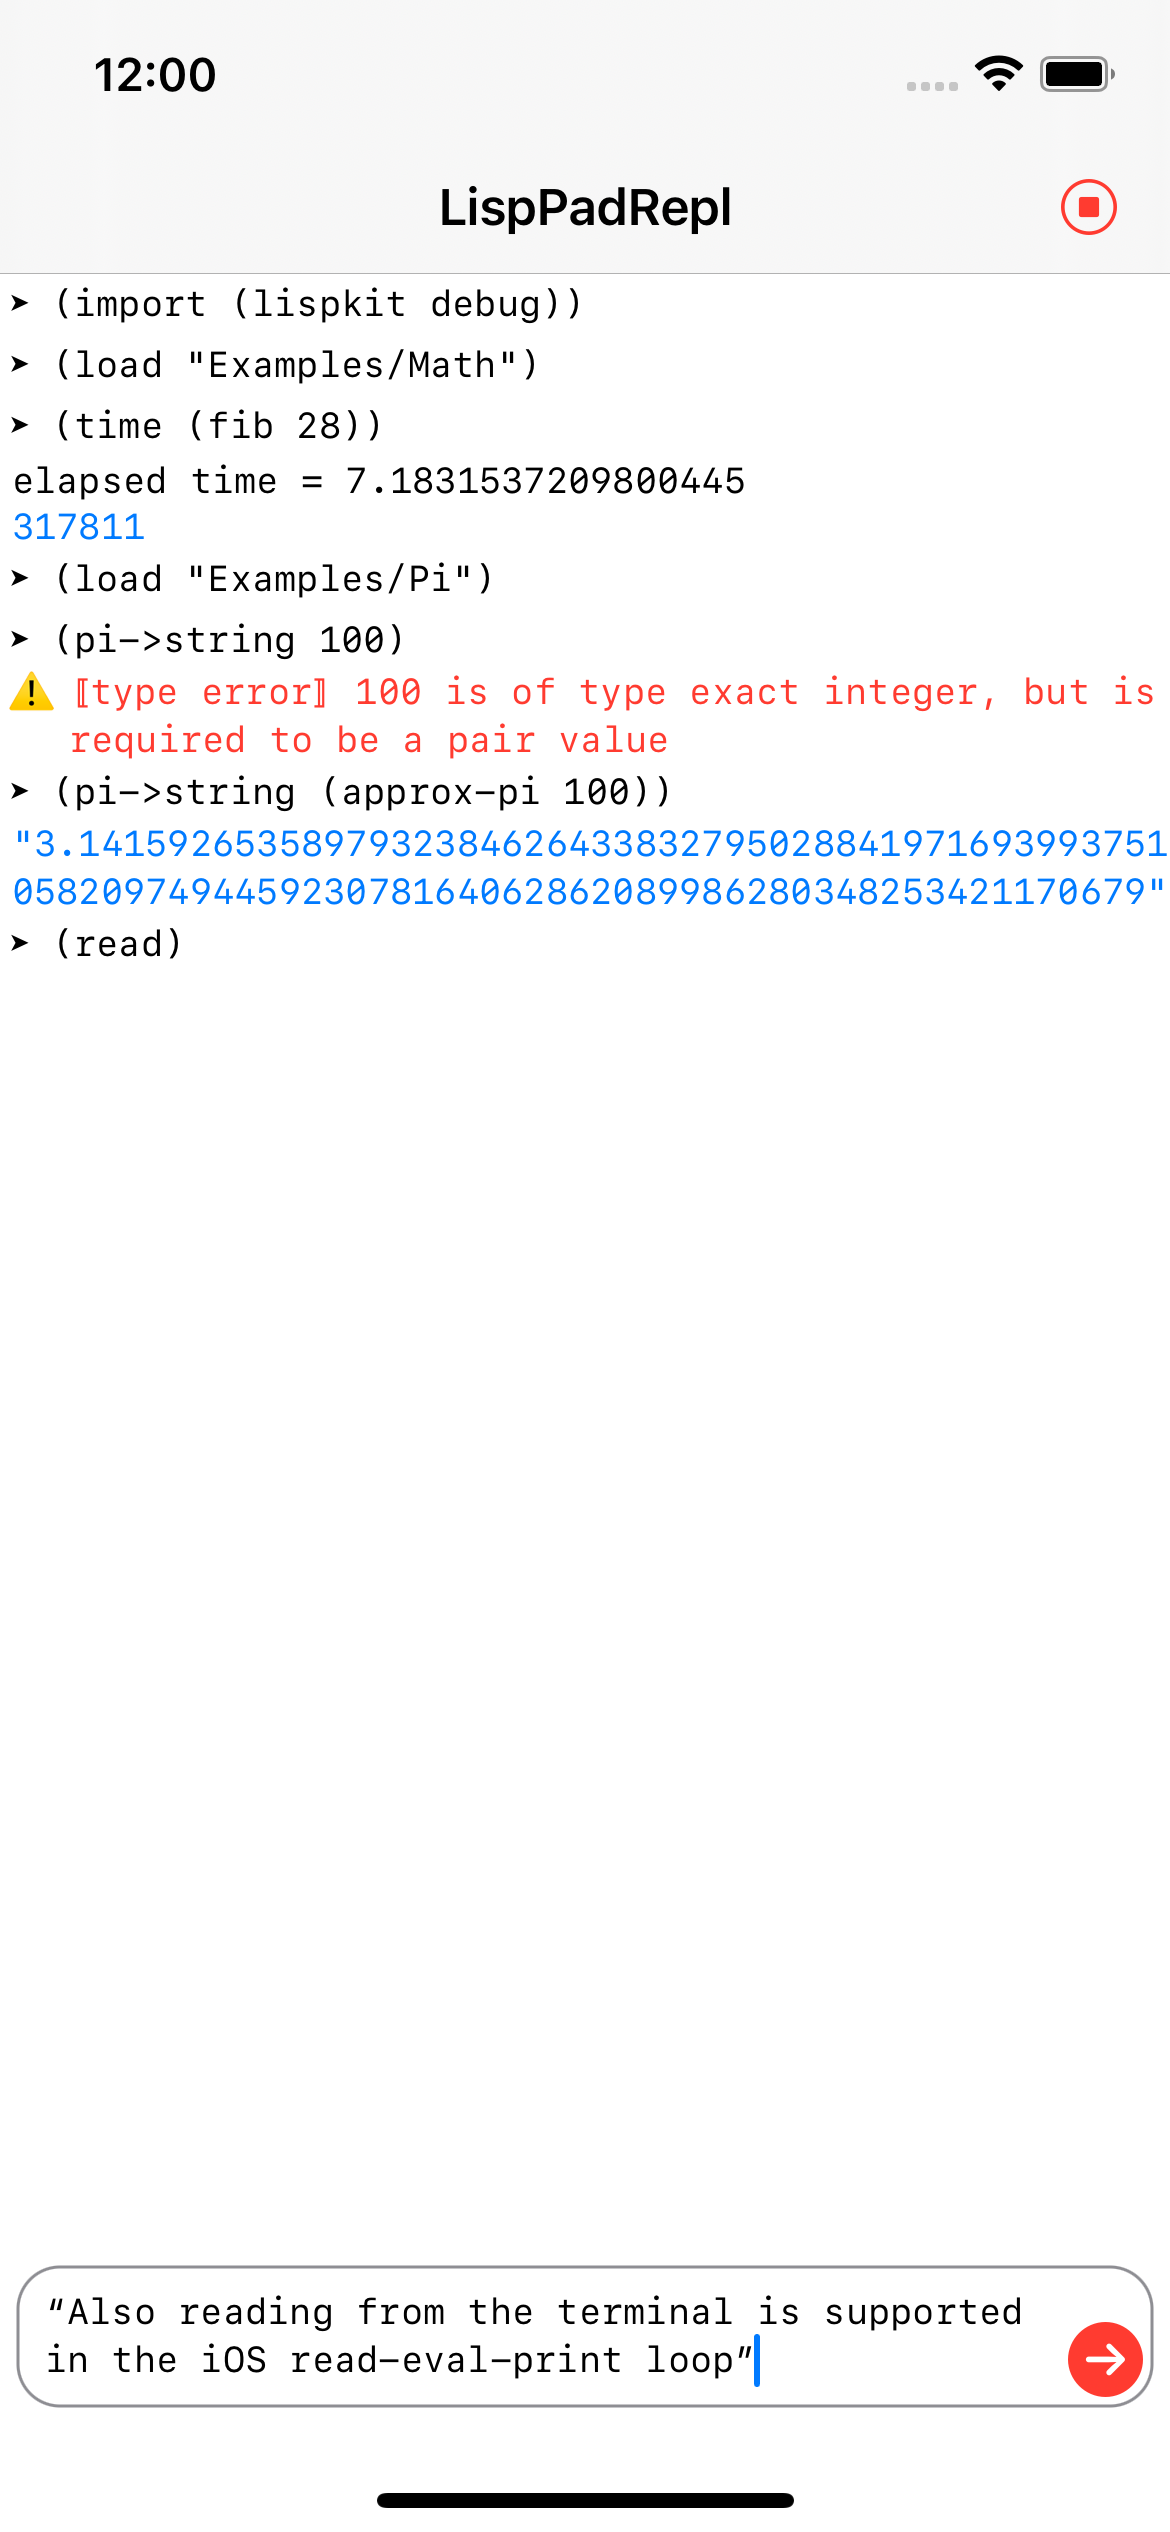 12:00
LispPadRepl
➤ (import (lispkit debug))
➤ (load "Examples/Math")
➤ (time (fib 28))
elapsed time = 7.1831537209800445
317811
➤ (load "Examples/Pi")
➤ (pi->string 100)
⚠️ ⟦type error⟧ 100 is of type exact integer, but is
required to be a pair value
➤ (pi->string (approx-pi 100))
"3.1415926535897932384626433832795028841971693993751
05820974944592307816406286208998628034825342117​0679"
➤ (read)
“Also reading from the terminal is supported
in the iOS read-eval-print loop”